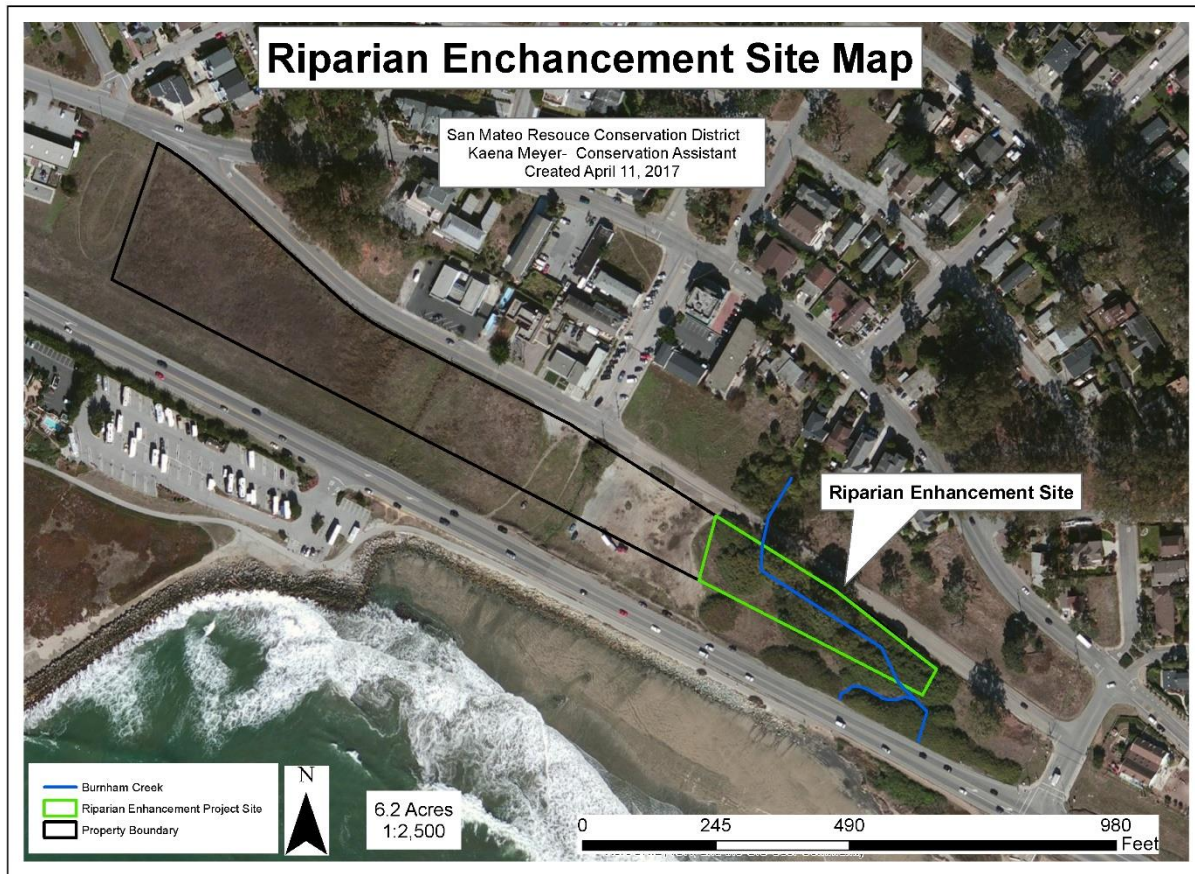 Riparian Enchancement Site Map
San Mateo Resouce Conservation District
Kaena Meyer- Conservation Assistant
Created April 11, 2017
Riparian Enhancement Site
Burnham Creek
Riparian Enhancement Project Site
Property Boundary
N
6.2 Acres
1:2,500
0 245 490 980
Feet